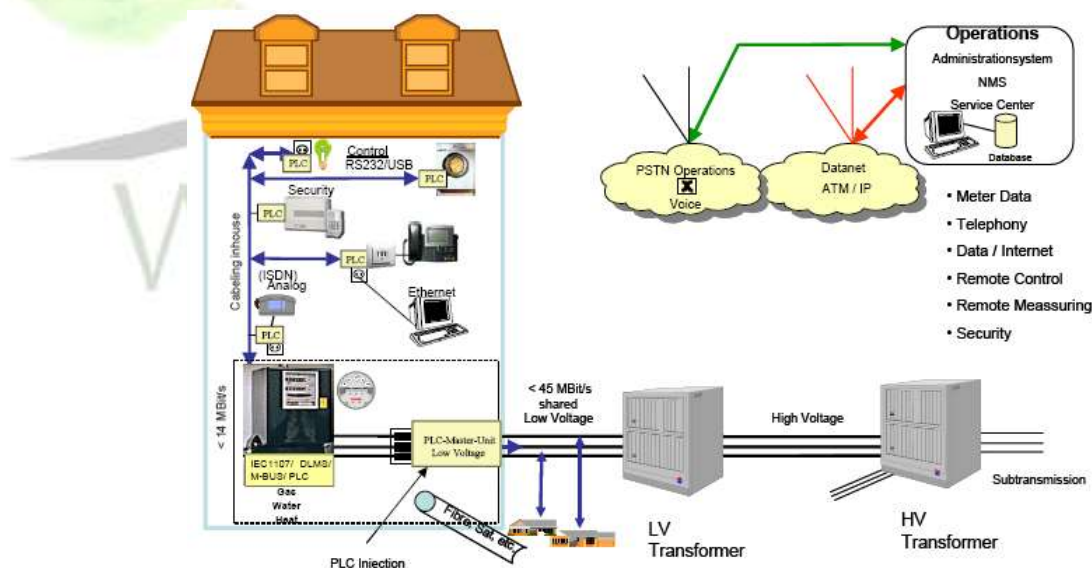 Control
RS232/USB
PLC
PLC
Security
PLC
PLC
(ISDN)
Analog
Ethernet
PLC
Cabeling inhouse
< 14 MBit/s
IEC1107/ DLMS/
M-BUS/ PLC
Gas
Water
Heat
PLC-Master-Unit
Low Voltage
PLC Injection
Fibre, Sat, etc.
< 45 MBit/s
shared
Low Voltage
LV
Transformer
High Voltage
HV
Transformer
Subtransmission
PSTN Operations
X
Voice
Datanet
ATM / IP
Operations
Administrationsystem
NMS
Service Center
Database
• Meter Data
• Telephony
• Data / Internet
• Remote Control
• Remote Meassuring
• Security